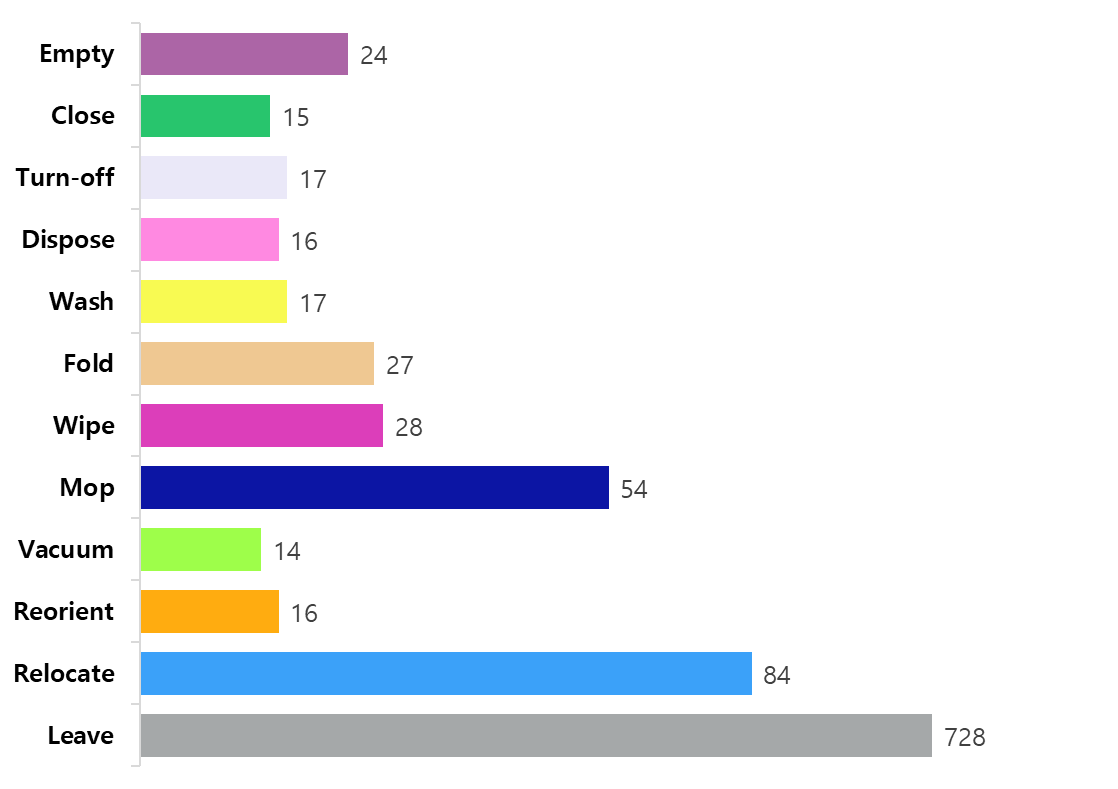 Empty 24
Close 15
Turn-off 17
Dispose 16
Wash 17
Fold 27
Wipe 28
Mop 54
Vacuum 14
Reorient 16
Relocate 84
Leave 728